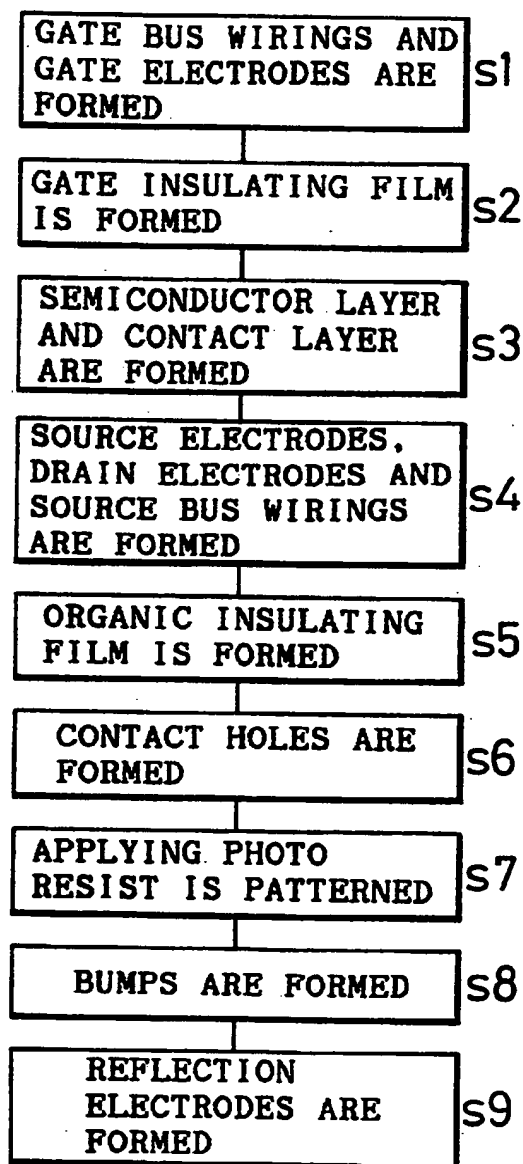 GATE BUS WIRINGS AND
GATE ELECTRODES ARE
FORMED
s1
GATE INSULATING FILM
IS FORMED
s2
SEMICONDUCTOR LAYER
AND CONTACT LAYER
ARE FORMED
s3
SOURCE ELECTRODES,
DRAIN ELECTRODES AND
SOURCE BUS WIRINGS
ARE FORMED
s4
ORGANIC INSULATING
FILM IS FORMED
s5
CONTACT HOLES ARE
FORMED
s6
APPLYING PHOTO
RESIST IS PATTERNED
s7
BUMPS ARE FORMED
s8
REFLECTION
ELECTRODES ARE
FORMED
s9